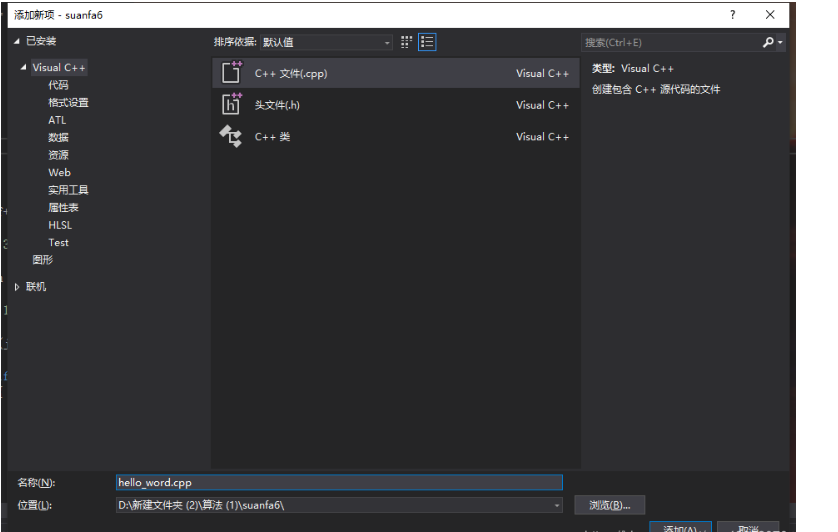 添加新项 - suanfa6
? ×
已安装
排序依据: 默认值
搜索(Ctrl+E)
Visual C++
代码
格式设置
ATL
数据
资源
Web
实用工具
属性表
HLSL
Test
图形
联机
C++ 文件(.cpp) Visual C++
头文件(.h) Visual C++
C++ 类 Visual C++
类型: Visual C++
创建包含 C++ 源代码的文件
名称(N): hello_word.cpp
位置(L): D:\新建文件夹 (2)\算法 (1)\suanfa6\
浏览(B)...
添加(A) 取消